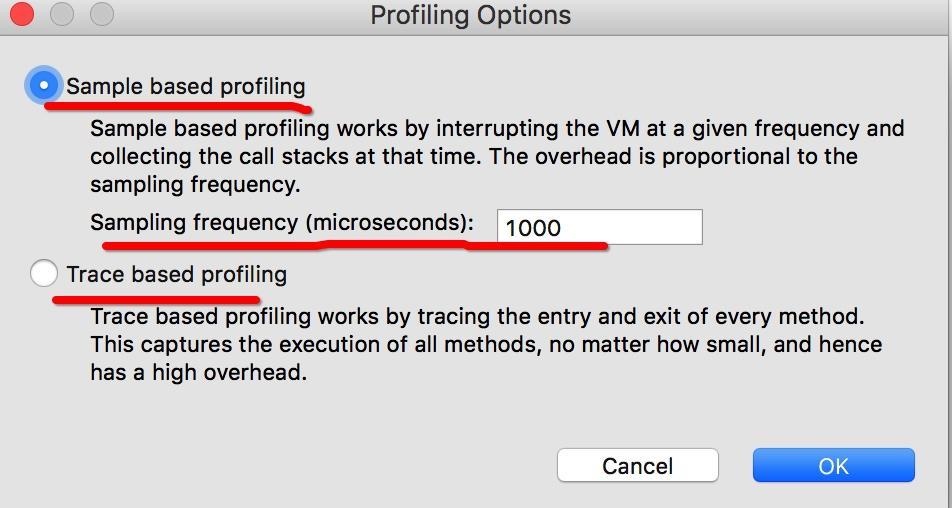 Profiling Options
Sample based profiling
Sample based profiling works by interrupting the VM at a given frequency and
collecting the call stacks at that time. The overhead is proportional to the
sampling frequency.
Sampling frequency (microseconds): 1000
Trace based profiling
Trace based profiling works by tracing the entry and exit of every method.
This captures the execution of all methods, no matter how small, and hence
has a high overhead.
Cancel OK